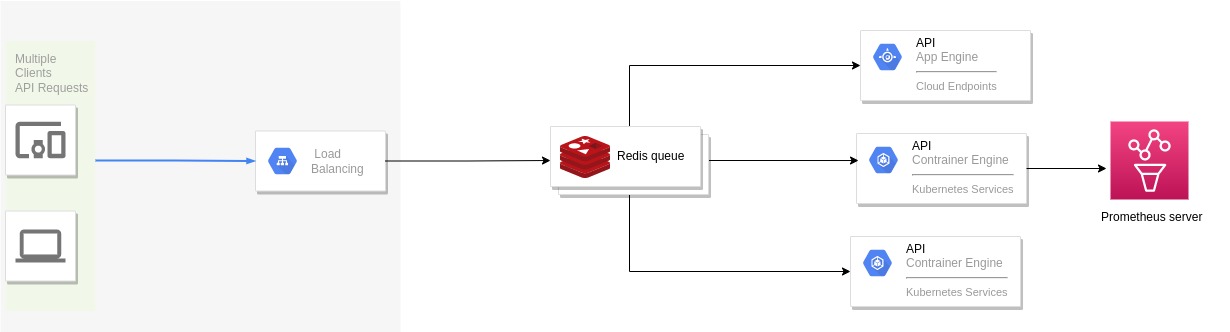 Multiple
Clients
API Requests
Load
Balancing
Redis queue
API
App Engine
Cloud Endpoints
API
Contrainer Engine
Kubernetes Services
API
Contrainer Engine
Kubernetes Services
Prometheus server